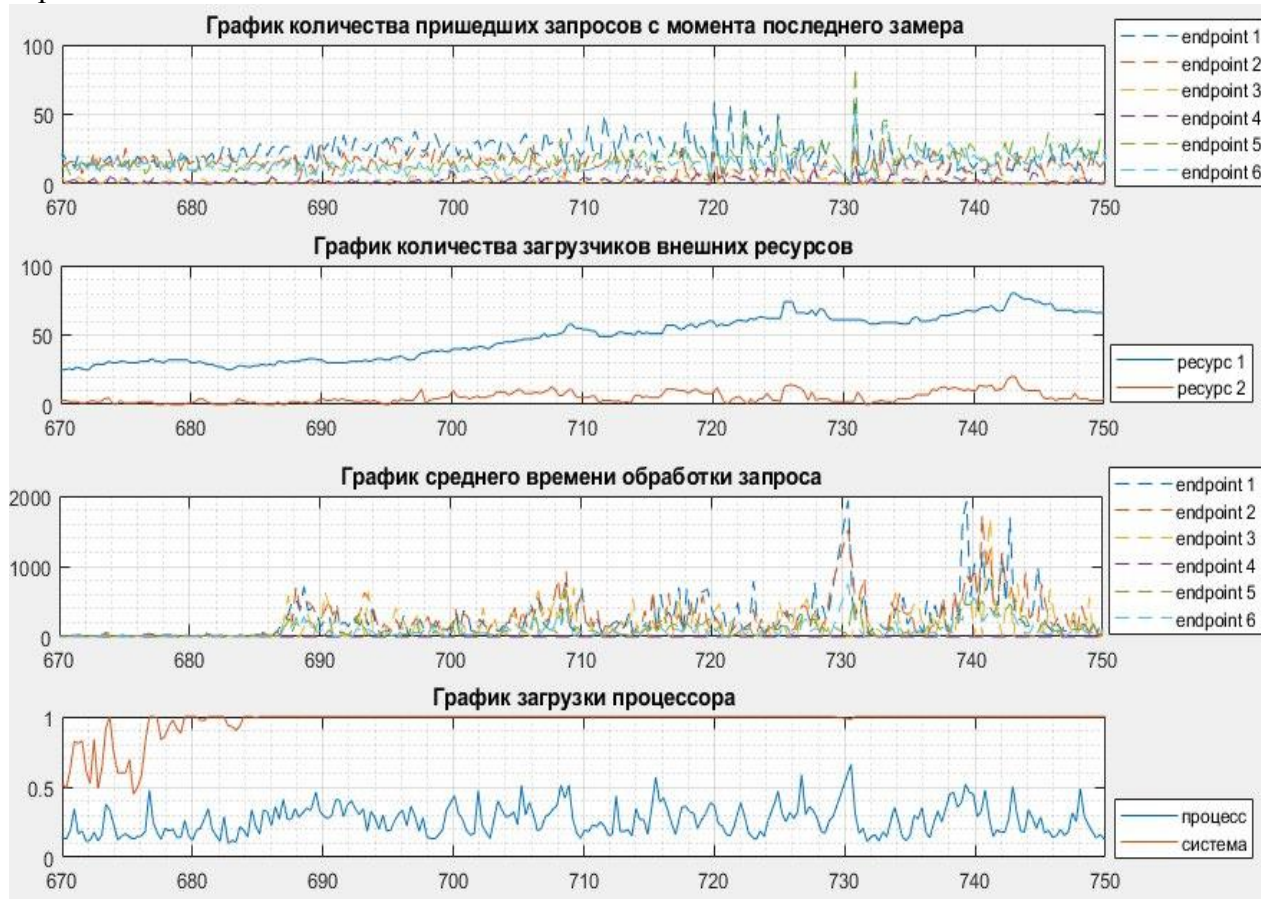 График количества пришедших запросов с момента последнего замера
100
50
0
670 680 690 700 710 720 730 740 750
endpoint 1
endpoint 2
endpoint 3
endpoint 4
endpoint 5
endpoint 6
График количества загрузчиков внешних ресурсов
100
50
0
670 680 690 700 710 720 730 740 750
ресурс 1
ресурс 2
График среднего времени обработки запроса
2000
1000
0
670 680 690 700 710 720 730 740 750
endpoint 1
endpoint 2
endpoint 3
endpoint 4
endpoint 5
endpoint 6
График загрузки процессора
1
0.5
0
670 680 690 700 710 720 730 740 750
процесс
система